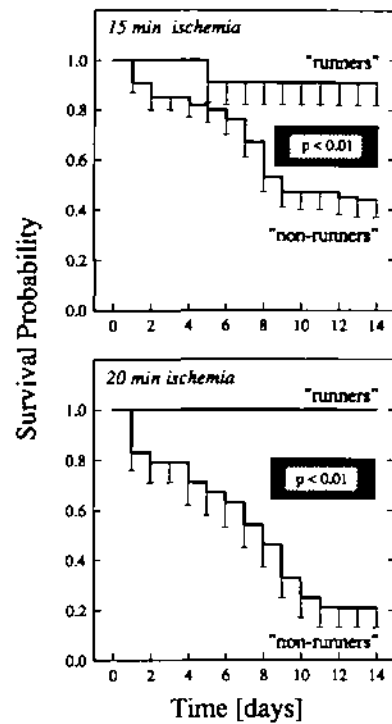 15 min ischemia
"runners"
p < 0.01
"non-runners"
1.0
0.8
0.6
0.4
0.2
0.0
0 2 4 6 8 10 12 14
Survival Probability
20 min ischemia
"runners"
p < 0.01
"non-runners"
1.0
0.8
0.6
0.4
0.2
0.0
0 2 4 6 8 10 12 14
Time [days]